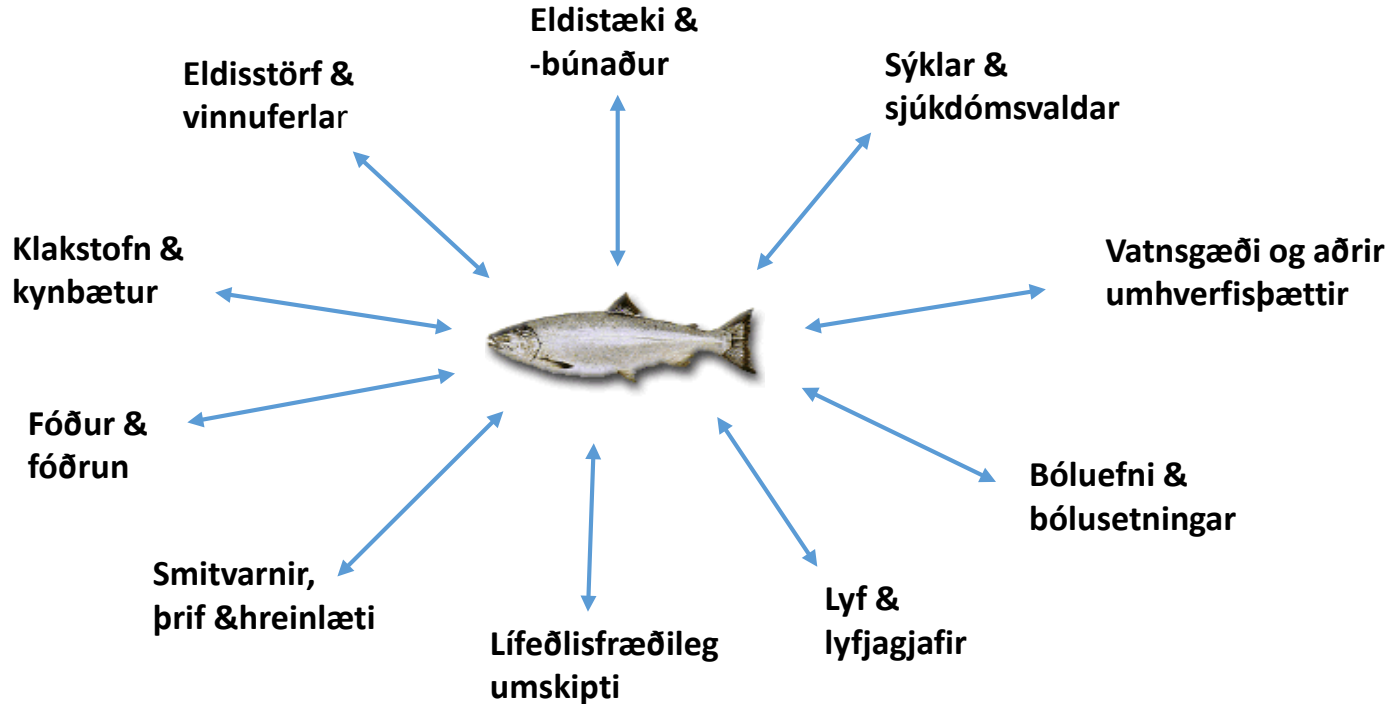 Eldistæki &
-búnaður
Eldisstörf &
vinnuferlar
Sýklar &
sjúkdómsvaldar
Klakstofn &
kynbætur
Vatnsgæði og aðrir
umhverfisþættir
Fóður &
fóðrun
Bóluefni &
bólusetningar
Smitvarnir,
þrif &hreinlæti
Lyf &
lyfjagjafir
Lífeðlisfræðileg
umskipti